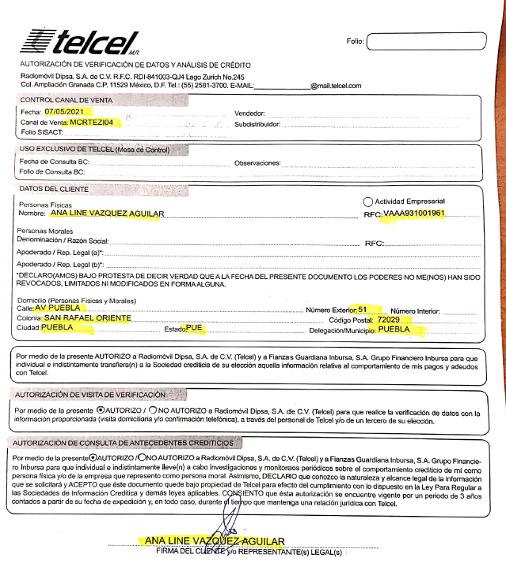 telcel
Folio:
AUTORIZACIÓN DE VERIFICACIÓN DE DATOS Y ANÁLISIS DE CRÉDITO
Radiomóvil Dipsa, S.A. de C.V. R.F.C. RDI-841003-QJ4 Lago Zurich No.245
Col. Ampliación Granada C.P. 11529 México, D.F. Tel.: (55) 2581-3700. E-MAIL: @mail.telcel.com
CONTROL CANAL DE VENTA
Fecha: 07/05/2021 Vendedor:
Canal de Venta: MCRTEZI04 Subdistribuidor:
Folio SISACT:
USO EXCLUSIVO DE TELCEL (Mesa de Control)
Fecha de Consulta BC: Observaciones:
Folio de Consulta BC:
DATOS DEL CLIENTE
Personas Físicas Actividad Empresarial
Nombre: ANA LINE VAZQUEZ AGUILAR RFC: VAAA931001961
Personas Morales
Denominación / Razón Social: RFC:
Apoderado / Rep. Legal (a)*:
Apoderado / Rep. Legal (b)*:
*DECLARO(AMOS) BAJO PROTESTA DE DECIR VERDAD QUE A LA FECHA DEL PRESENTE DOCUMENTO LOS PODERES NO ME(NOS) HAN SIDO
REVOCADOS, LIMITADOS NI MODIFICADOS EN FORMA ALGUNA.
Domicilio (Personas Físicas y Morales)
Calle: AV PUEBLA Número Exterior: 51 Número Interior:
Colonia: SAN RAFAEL ORIENTE Código Postal: 72029
Ciudad: PUEBLA Estado PUE Delegación/Municipio: PUEBLA
Por medio de la presente AUTORIZO a Radiomóvil Dipsa, S.A. de C.V. (Telcel) y a Fianzas Guardiana Inbursa, S.A. Grupo Financiero Inbursa para que
individual e indistintamente transfiera(n) a la Sociedad crediticia de su elección aquella información relativa al comportamiento de mis pagos y adeudos
con Telcel.
AUTORIZACIÓN DE VISITA DE VERIFICACIÓN
Por medio de la presente AUTORIZO / NO AUTORIZO a Radiomóvil Dipsa, S.A. de C.V. (Telcel) para que realice la verificación de datos con la
información proporcionada (visita domiciliaria y/o confirmación telefónica), a través del personal de Telcel y/o de un tercero de su elección.
AUTORIZACIÓN DE CONSULTA DE ANTECEDENTES CREDITICIOS
Por medio de la presente AUTORIZO / NO AUTORIZO a Radiomóvil Dipsa, S.A. de C.V. (Telcel) y a Fianzas Guardiana Inbursa, S.A. Grupo Financie-
ro Inbursa para que individual e indistintamente lleve(n) a cabo investigaciones y monitoreos periódicos sobre el comportamiento crediticio de mí como
persona física y/o de la empresa que represento como persona moral. Asimismo, DECLARO que conozco la naturaleza y alcance legal de la información
que se solicitará y ACEPTO que éste documento quede bajo propiedad de Telcel para efecto del cumplimiento con lo dispuesto en la Ley Para Regular a
las Sociedades de Información Crediticia y demás leyes aplicables. CONSIENTO que ésta autorización se encuentre vigente por un periodo de 3 años
contados a partir de su fecha de expedición y, en todo caso, durante el tiempo que mantenga una relación jurídica con Telcel.
ANA LINE VAZQUEZ AGUILAR
FIRMA DEL CLIENTE y/o REPRESENTANTE(s) LEGAL(s)